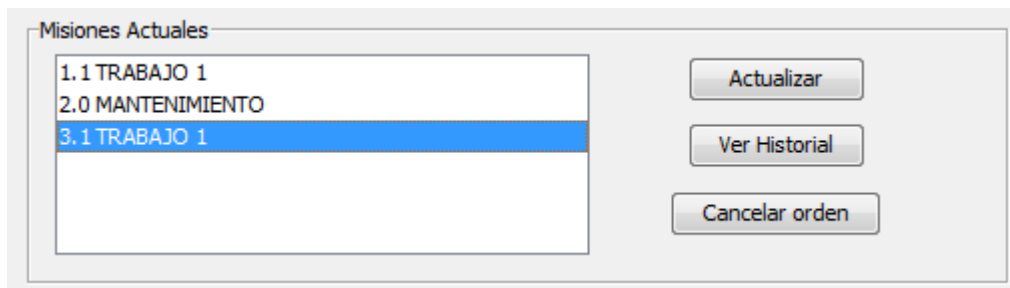 Misiones Actuales
1.1 TRABAJO 1
2.0 MANTENIMIENTO
3.1 TRABAJO 1
Actualizar
Ver Historial
Cancelar orden